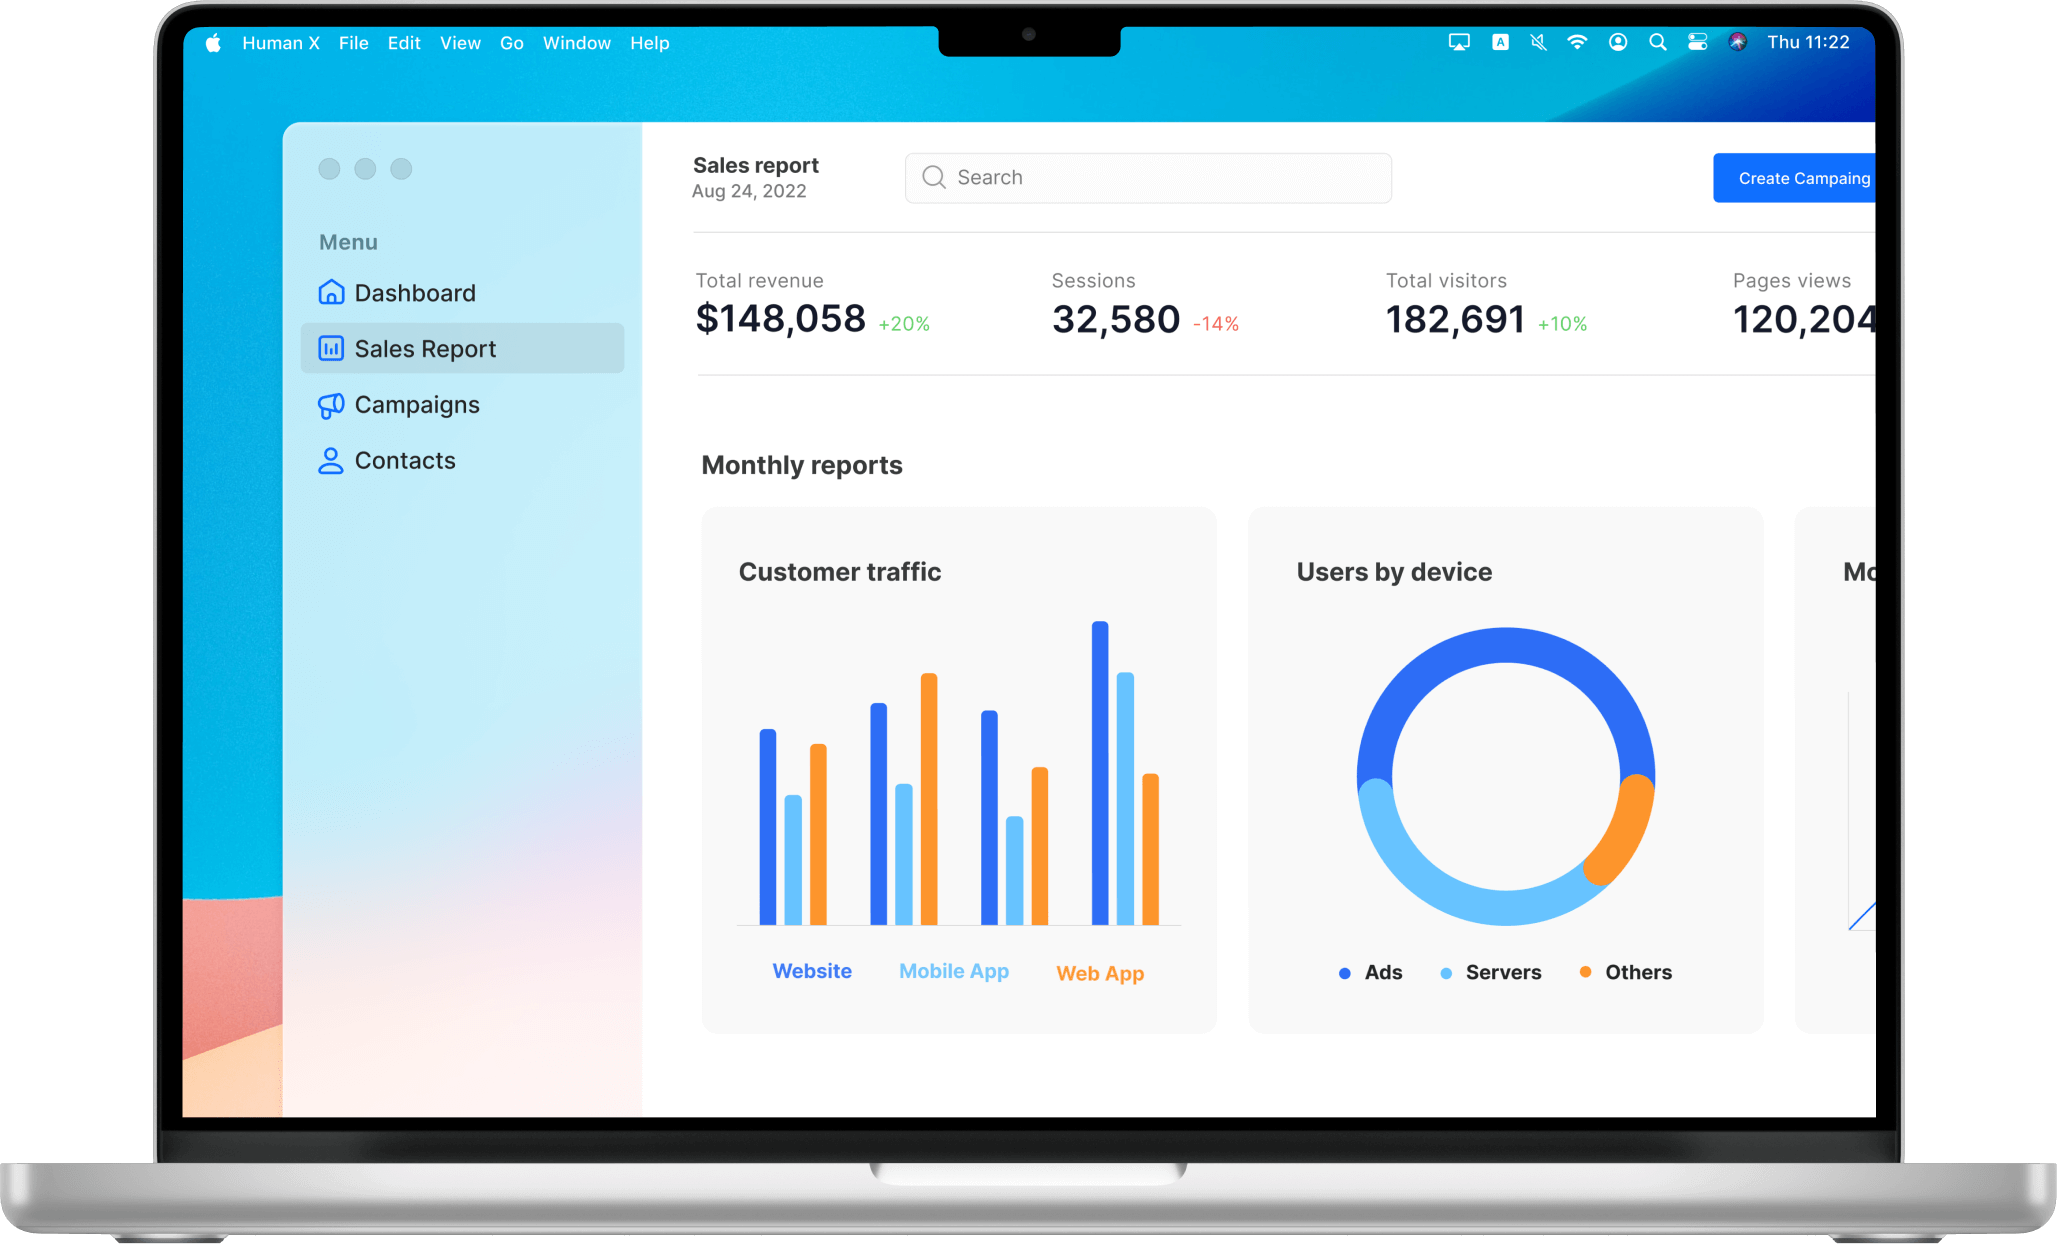 Human X File Edit View Go Window Help
A
Thu 11:22
Sales report
Aug 24, 2022
Search
Create Campaing
Menu
Dashboard
Sales Report
Campaigns
Contacts
Total revenue
$148,058 +20%
Sessions
32,580 -14%
Total visitors
182,691 +10%
Pages views
120,204
Monthly reports
Customer traffic
Website Mobile App Web App
Users by device
Ads Servers Others